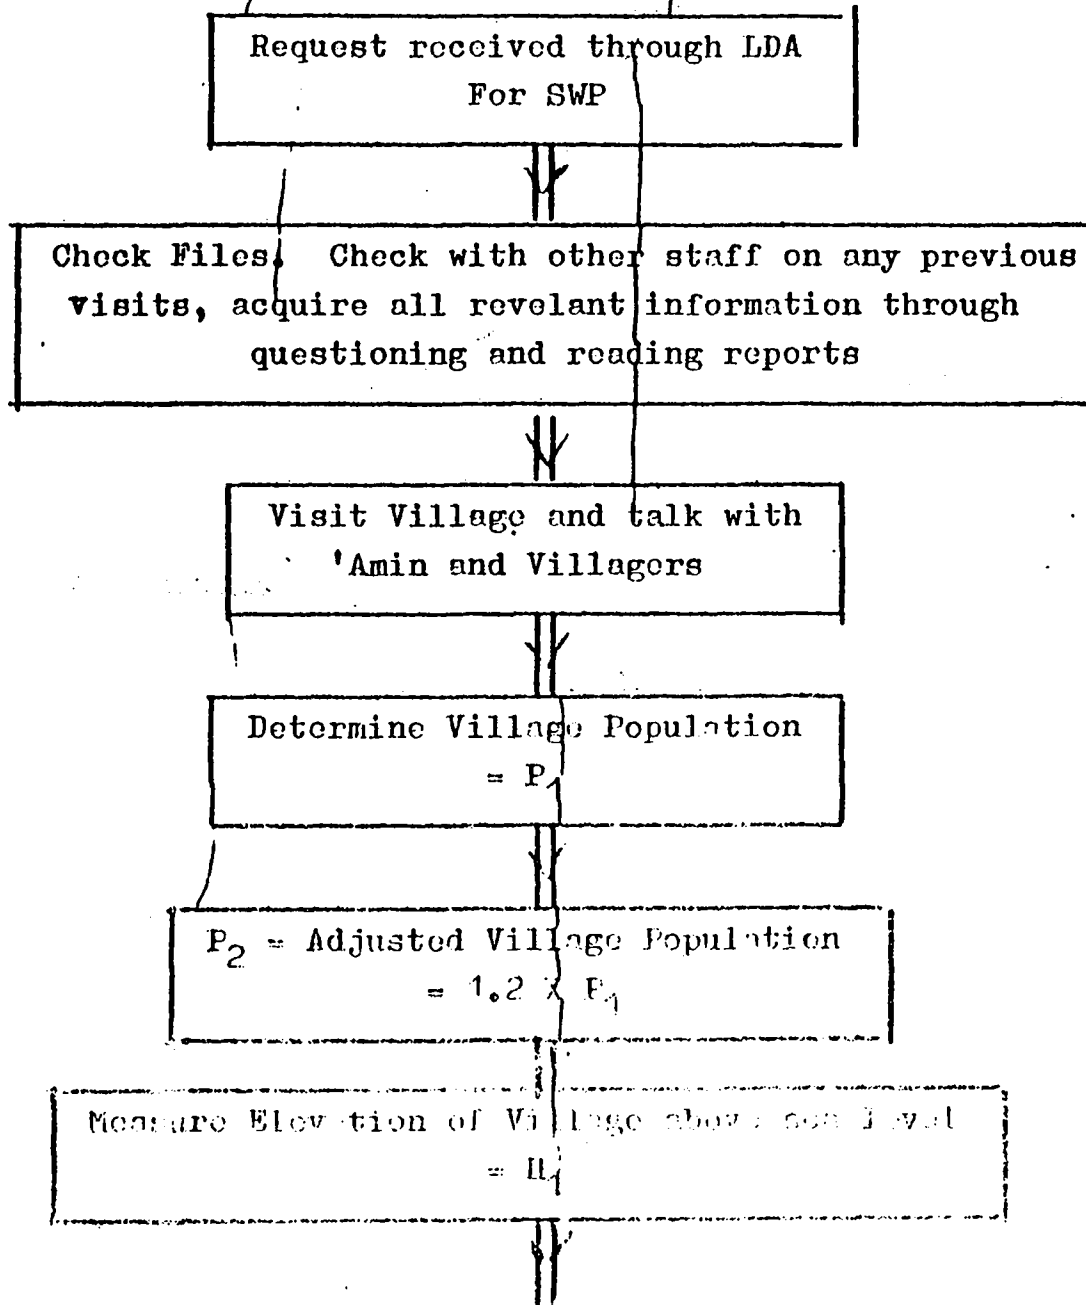 Request received through LDA
For SWP
Check Files. Check with other staff on any previous
visits, acquire all revelant information through
questioning and reading reports
Visit Village and talk with
'Amin and Villagers
Determine Village Population
= P1
P2 = Adjusted Village Population
= 1.2 X P1
Measure Elevation of Village above sea level
= H1